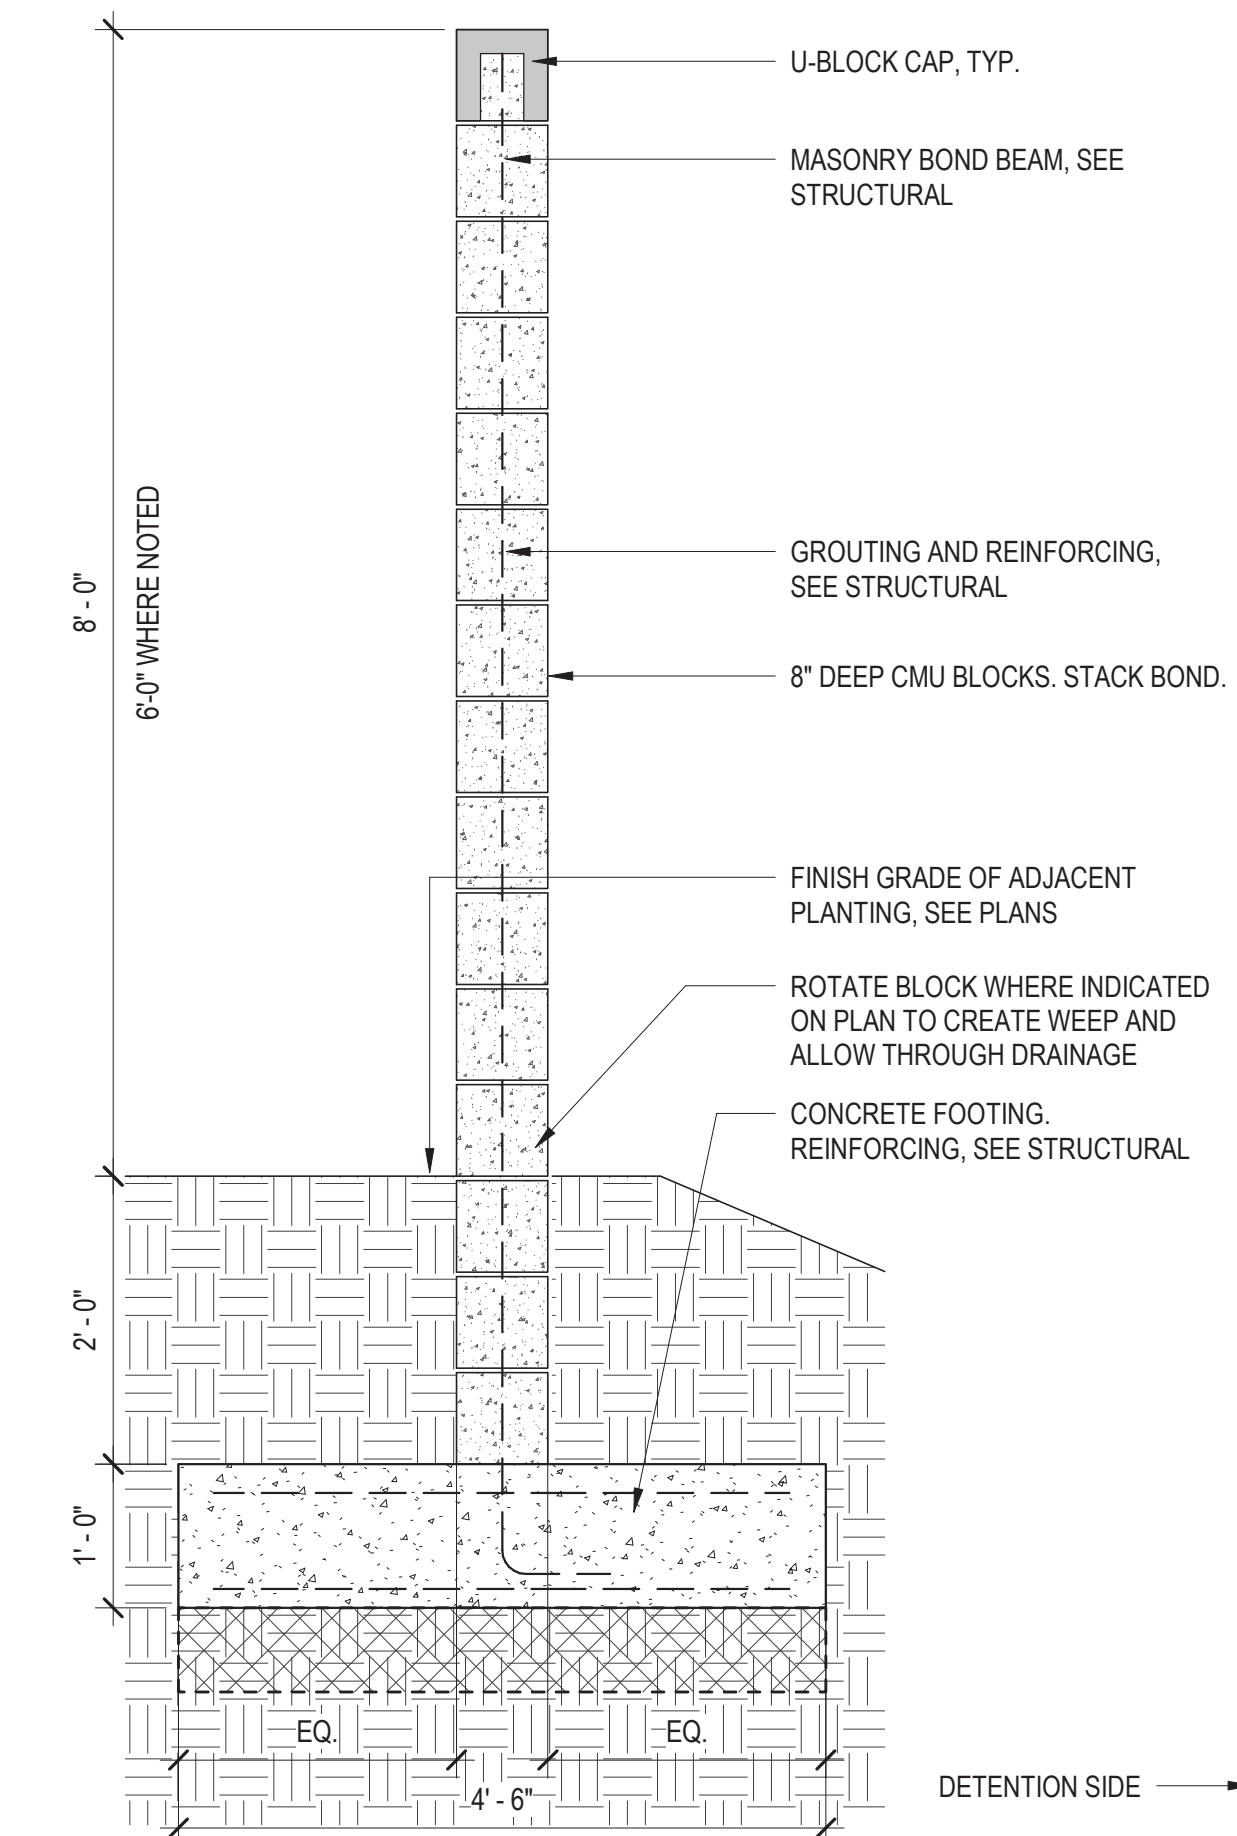 U-BLOCK CAP, TYP.
MASONRY BOND BEAM, SEE
STRUCTURAL
8' - 0"
6'-0" WHERE NOTED
GROUTING AND REINFORCING,
SEE STRUCTURAL
8" DEEP CMU BLOCKS. STACK BOND.
FINISH GRADE OF ADJACENT
PLANTING, SEE PLANS
ROTATE BLOCK WHERE INDICATED
ON PLAN TO CREATE WEEP AND
ALLOW THROUGH DRAINAGE
CONCRETE FOOTING.
REINFORCING, SEE STRUCTURAL
2' - 0"
1' - 0"
EQ.
EQ.
4' - 6"
DETENTION SIDE